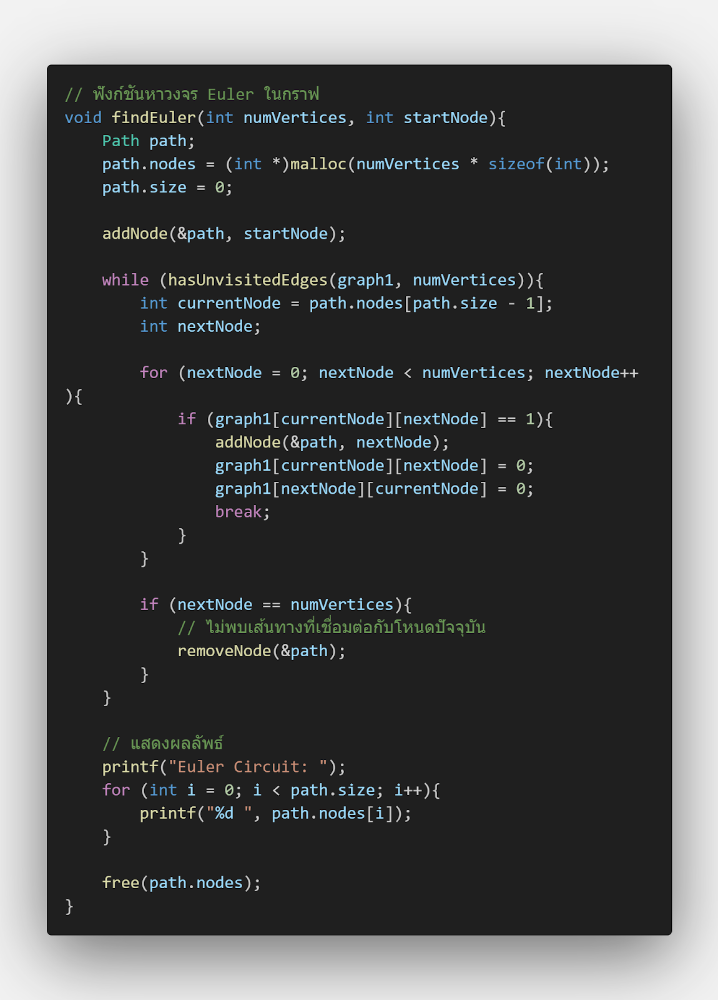 // ฟังก์ชันหาวงจร Euler ในกราฟ
void findEuler(int numVertices, int startNode){
    Path path;
    path.nodes = (int *)malloc(numVertices * sizeof(int));
    path.size = 0;

    addNode(&path, startNode);

    while (hasUnvisitedEdges(graph1, numVertices)){
        int currentNode = path.nodes[path.size - 1];
        int nextNode;

        for (nextNode = 0; nextNode < numVertices; nextNode++
){
            if (graph1[currentNode][nextNode] == 1){
                addNode(&path, nextNode);
                graph1[currentNode][nextNode] = 0;
                graph1[nextNode][currentNode] = 0;
                break;
            }
        }

        if (nextNode == numVertices){
            // ไม่พบเส้นทางที่เชื่อมต่อกับโหนดปัจจุบัน
            removeNode(&path);
        }
    }

    // แสดงผลลัพธ์
    printf("Euler Circuit: ");
    for (int i = 0; i < path.size; i++){
        printf("%d ", path.nodes[i]);
    }

    free(path.nodes);
}